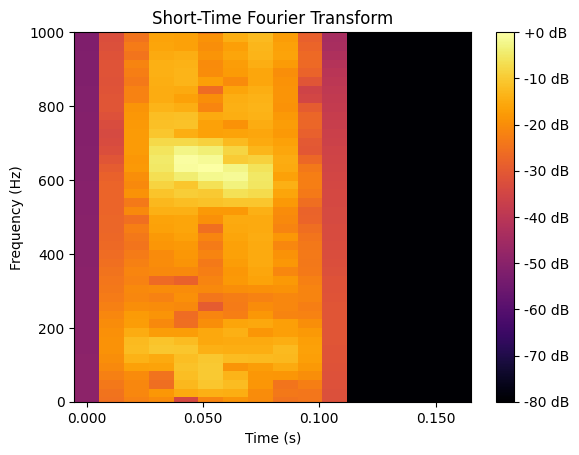 Short-Time Fourier Transform
1000
800
600
400
200
0
Frequency (Hz)
0.000
0.050
0.100
0.150
Time (s)
+0 dB
-10 dB
-20 dB
-30 dB
-40 dB
-50 dB
-60 dB
-70 dB
-80 dB